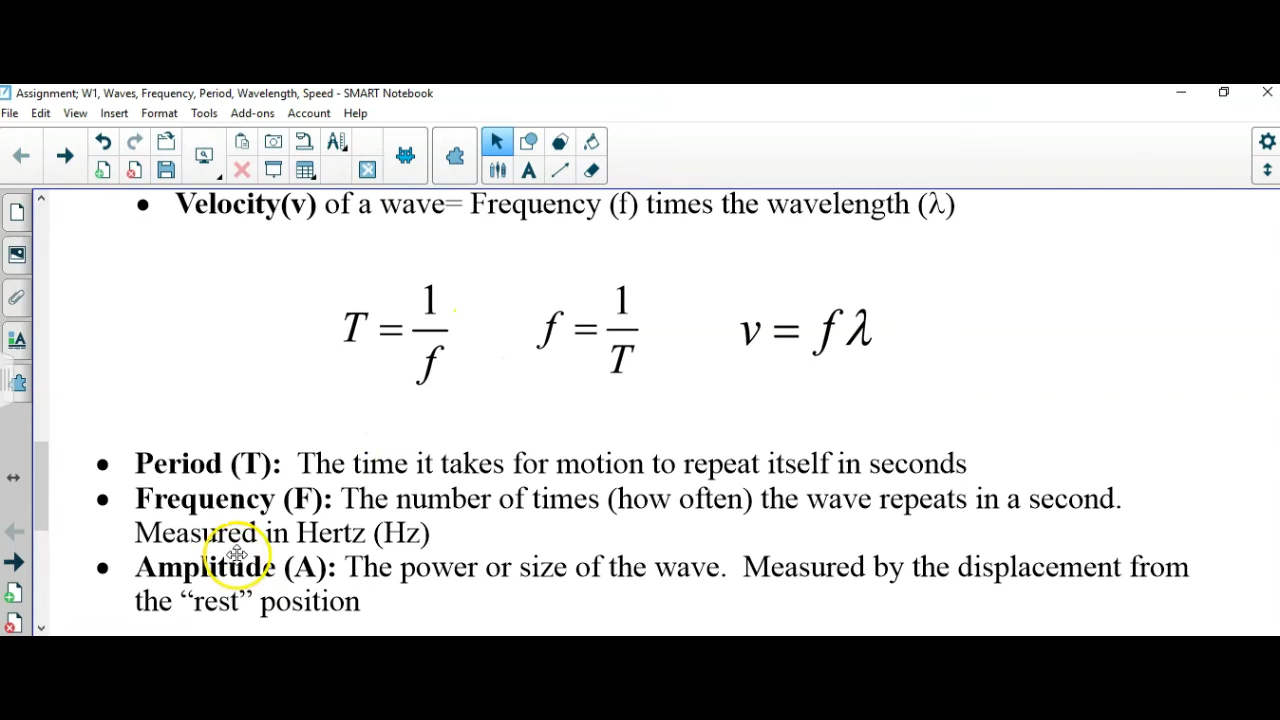 Assignment; W1, Waves, Frequency, Period, Wavelength, Speed - SMART Notebook
File Edit View Insert Format Tools Add-ons Account Help
• Velocity(v) of a wave= Frequency (f) times the wavelength (λ)
T = 1/f f = 1/T v = fλ
• Period (T): The time it takes for motion to repeat itself in seconds
• Frequency (F): The number of times (how often) the wave repeats in a second.
Measured in Hertz (Hz)
• Amplitude (A): The power or size of the wave. Measured by the displacement from
the “rest” position